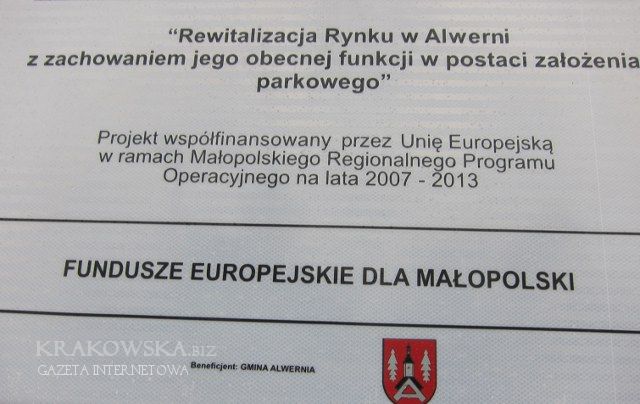 “Rewitalizacja Rynku w Alwerni
z zachowaniem jego obecnej funkcji w postaci założenia
parkowego”
Projekt współfinansowany przez Unię Europejską
w ramach Małopolskiego Regionalnego Programu
Operacyjnego na lata 2007 - 2013
FUNDUSZE EUROPEJSKIE DLA MAŁOPOLSKI
KRAKOWSKA.BIZ
GAZETA INTERNETOWA
Beneficjent: GMINA ALWERNIA